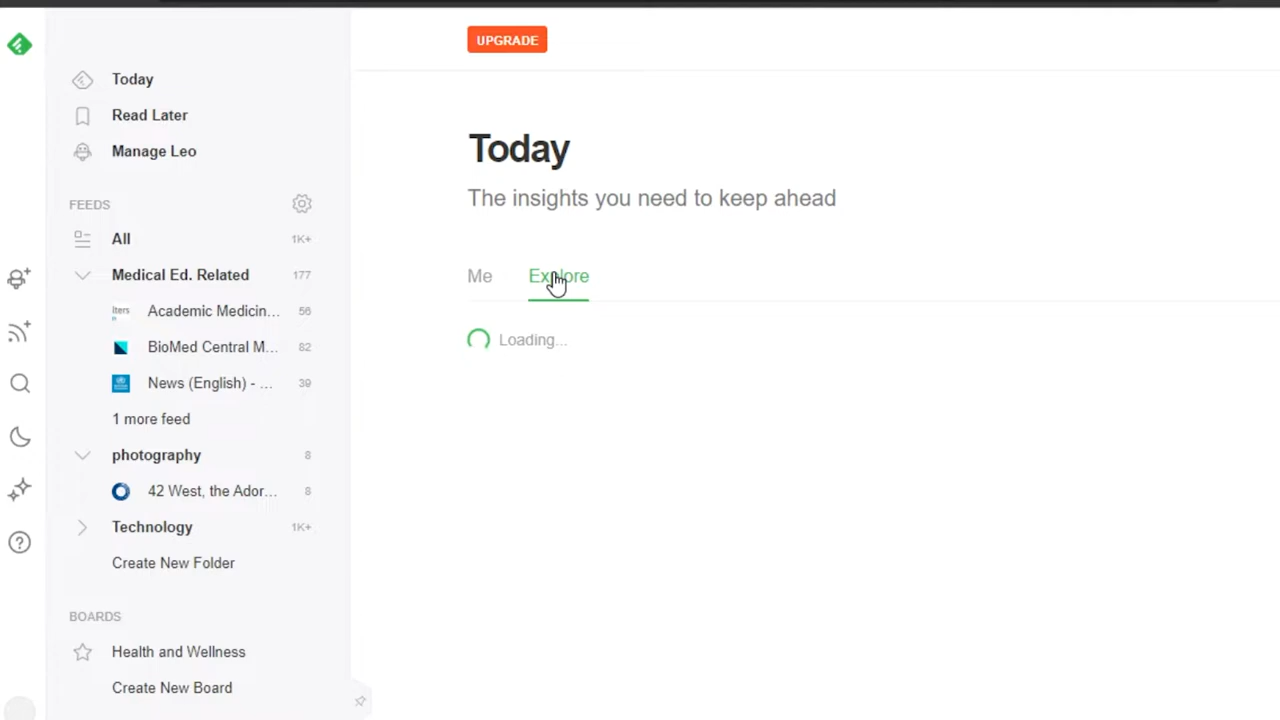 UPGRADE
Today
Read Later
Manage Leo
FEEDS
All 1K+
Medical Ed. Related 177
Academic Medicin... 56
BioMed Central M... 82
News (English) - ... 39
1 more feed
photography 8
42 West, the Ador... 8
Technology 1K+
Create New Folder
BOARDS
Health and Wellness
Create New Board
Today
The insights you need to keep ahead
Me Explore
Loading...